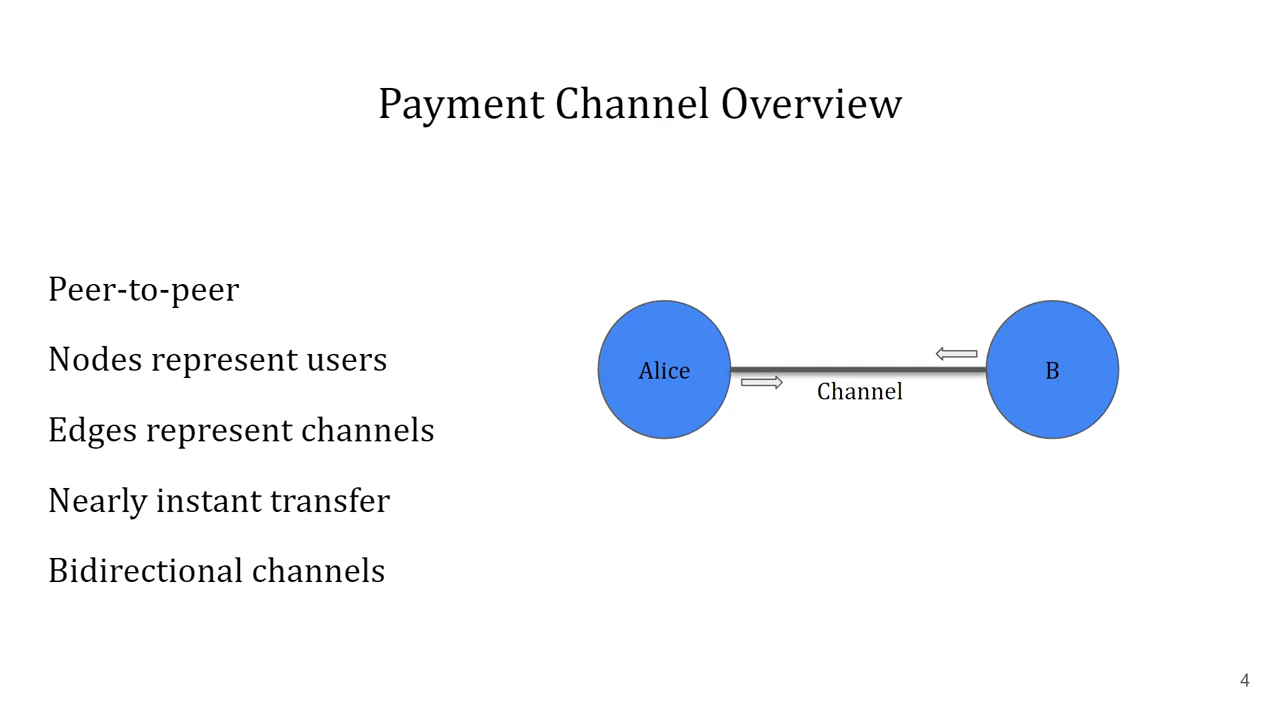 Payment Channel Overview
Peer-to-peer
Nodes represent users
Edges represent channels
Nearly instant transfer
Bidirectional channels
Alice
Channel
B
4